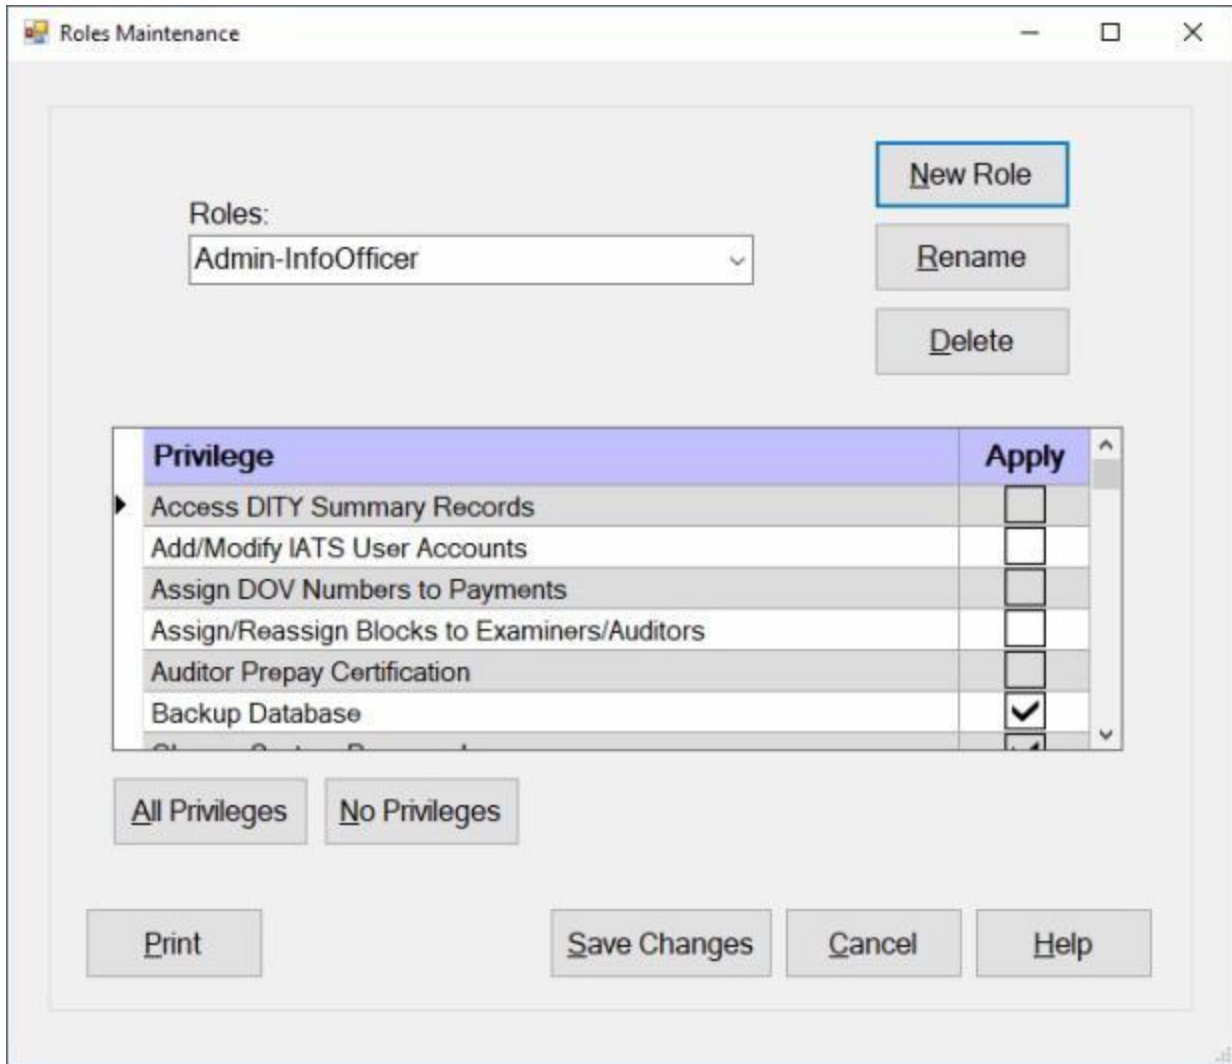 Roles Maintenance
New Role
Roles:
Admin-InfoOfficer
Rename
Delete
Privilege Apply
Access DITY Summary Records
Add/Modify IATS User Accounts
Assign DOV Numbers to Payments
Assign/Reassign Blocks to Examiners/Auditors
Auditor Prepay Certification
Backup Database
All Privileges No Privileges
Print Save Changes Cancel Help